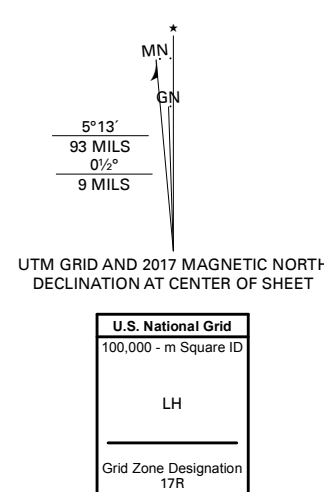 ★
MN
GN
5°13´
93 MILS
0½°
9 MILS
UTM GRID AND 2017 MAGNETIC NORTH
DECLINATION AT CENTER OF SHEET
U.S. National Grid
100,000 - m Square ID
LH
Grid Zone Designation
17R